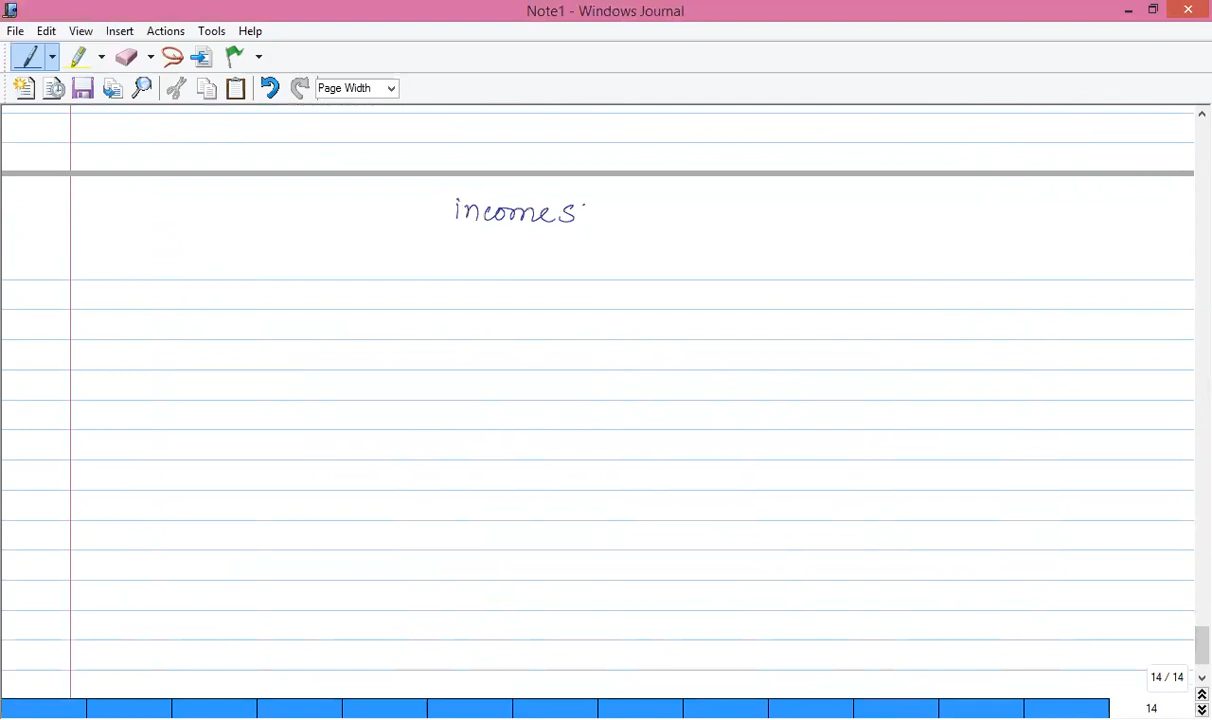 Note1 - Windows Journal
File Edit View Insert Actions Tools Help
Page Width
incomes
14 / 14
14